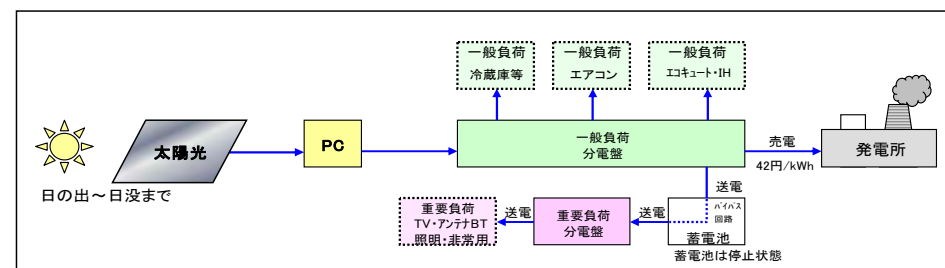 一般負荷
冷蔵庫等
一般負荷
エアコン
一般負荷
エコキュート・IH
太陽光
PC
一般負荷
分電盤
売電
42円/kWh
発電所
日の出～日没まで
送電
重要負荷
TV・アンテナBT
照明・非常用
送電
重要負荷
分電盤
送電
バイパス
回路
蓄電池
蓄電池は停止状態